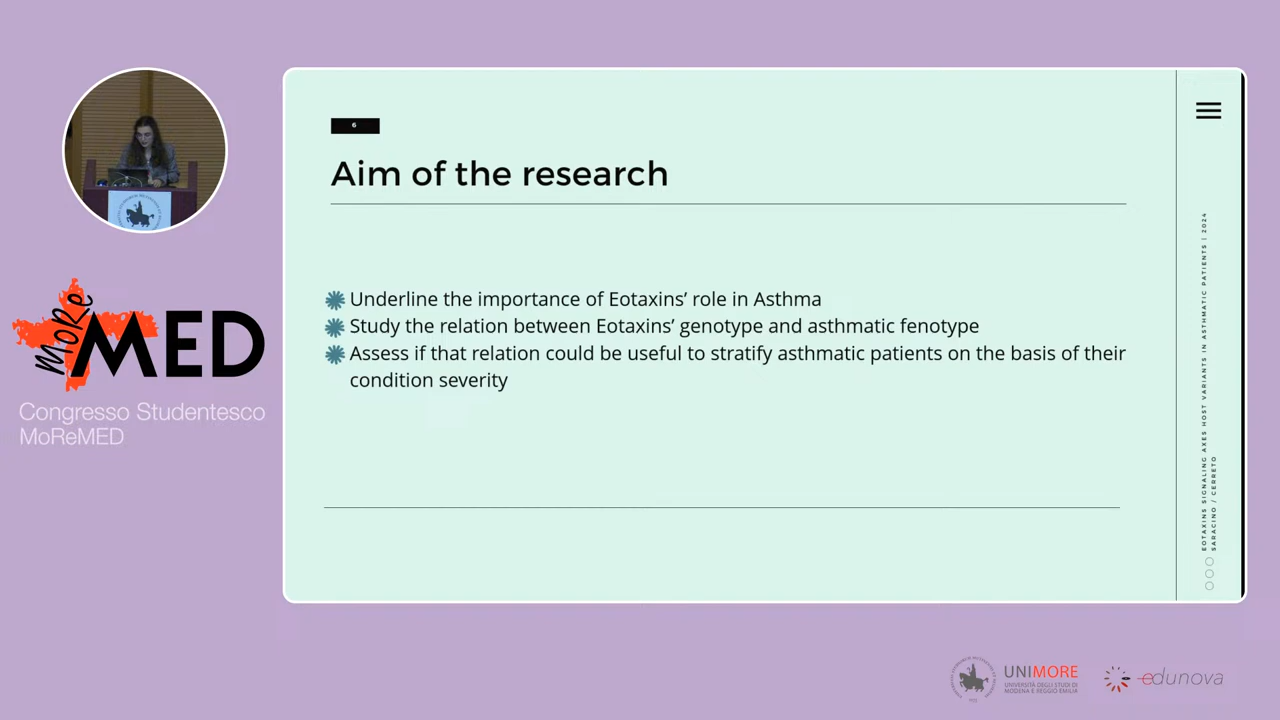 6
Aim of the research
Underline the importance of Eotaxins’ role in Asthma
Study the relation between Eotaxins’ genotype and asthmatic fenotype
Assess if that relation could be useful to stratify asthmatic patients on the basis of their
condition severity
EOTAXINS SIGNALING AXES HOST VARIANTS IN ASTHMATIC PATIENTS | 2024
SARACINO / CERRETO
MoRe
MED
Congresso Studentesco
MoReMED
UNIMORE
UNIVERSITÀ DEGLI STUDI DI
MODENA E REGGIO EMILIA
edunova